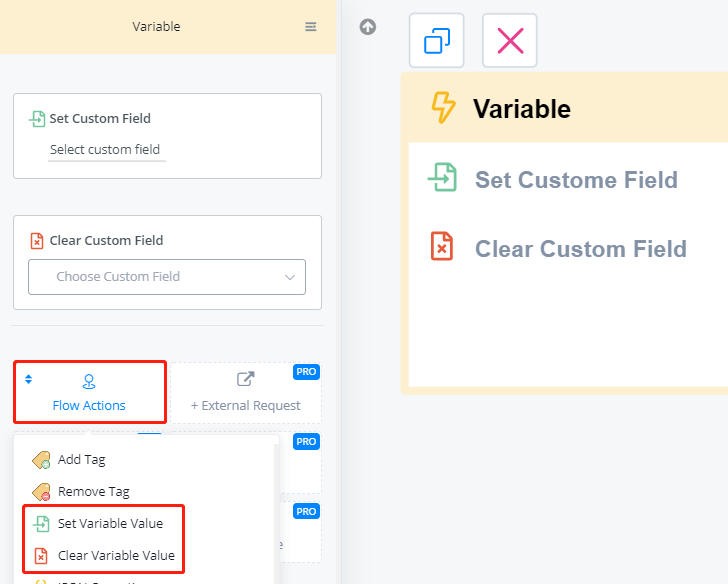 Variable
Set Custom Field
Select custom field
Clear Custom Field
Choose Custom Field
Flow Actions
PRO
+ External Request
PRO
Add Tag
Remove Tag
PRO
Set Variable Value
Clear Variable Value
Variable
Set Custome Field
Clear Custom Field